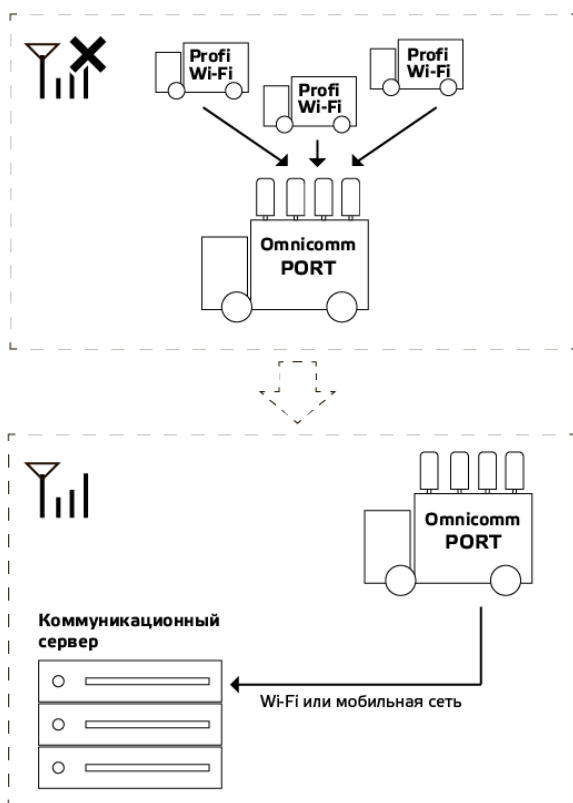 Profi
Wi-Fi
Profi
Wi-Fi
Profi
Wi-Fi
Omnicomm
PORT
Omnicomm
PORT
Коммуникационный
сервер
Wi-Fi или мобильная сеть